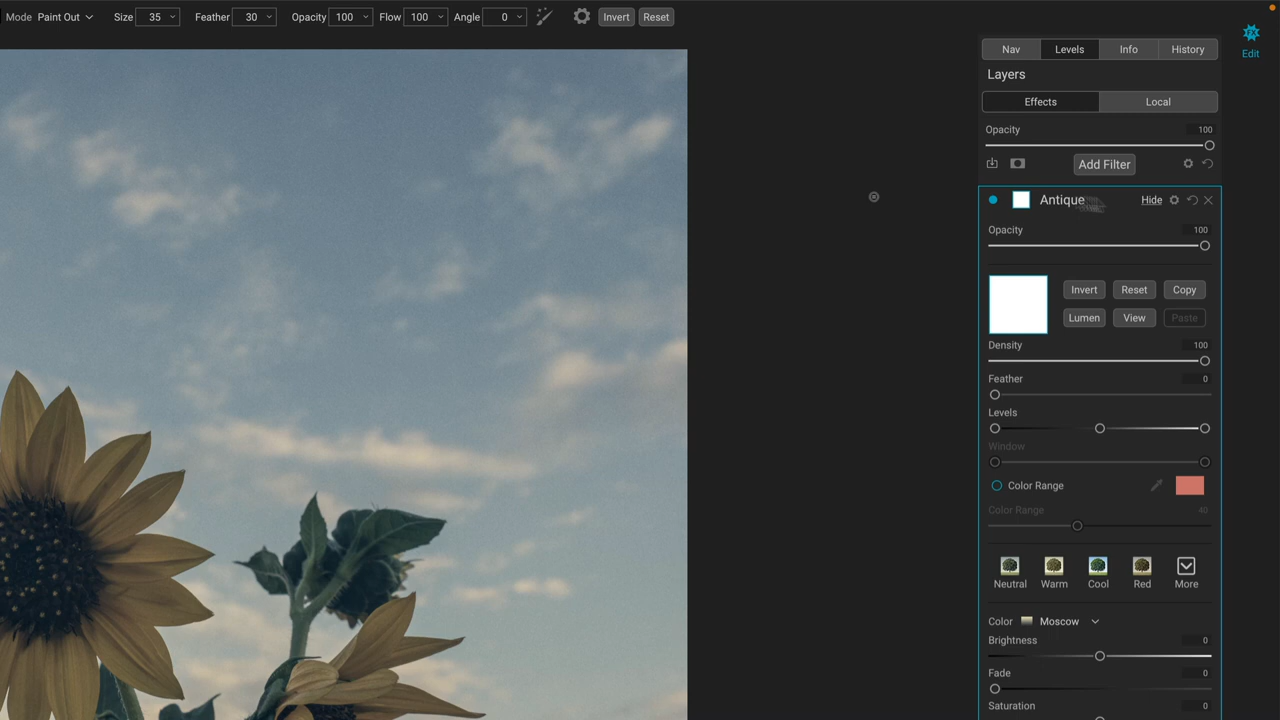 Mode Paint Out Size 35 Feather 30 Opacity 100 Flow 100 Angle 0 Invert Reset
Edit
Nav Levels Info History
Layers
Effects Local
Opacity 100
Add Filter
Antique Hide
Opacity 100
Invert Reset Copy
Lumen View Paste
Density 100
Feather 0
Levels
Window
Color Range
Color Range 40
Neutral Warm Cool Red More
Color Moscow
Brightness 0
Fade 0
Saturation 0